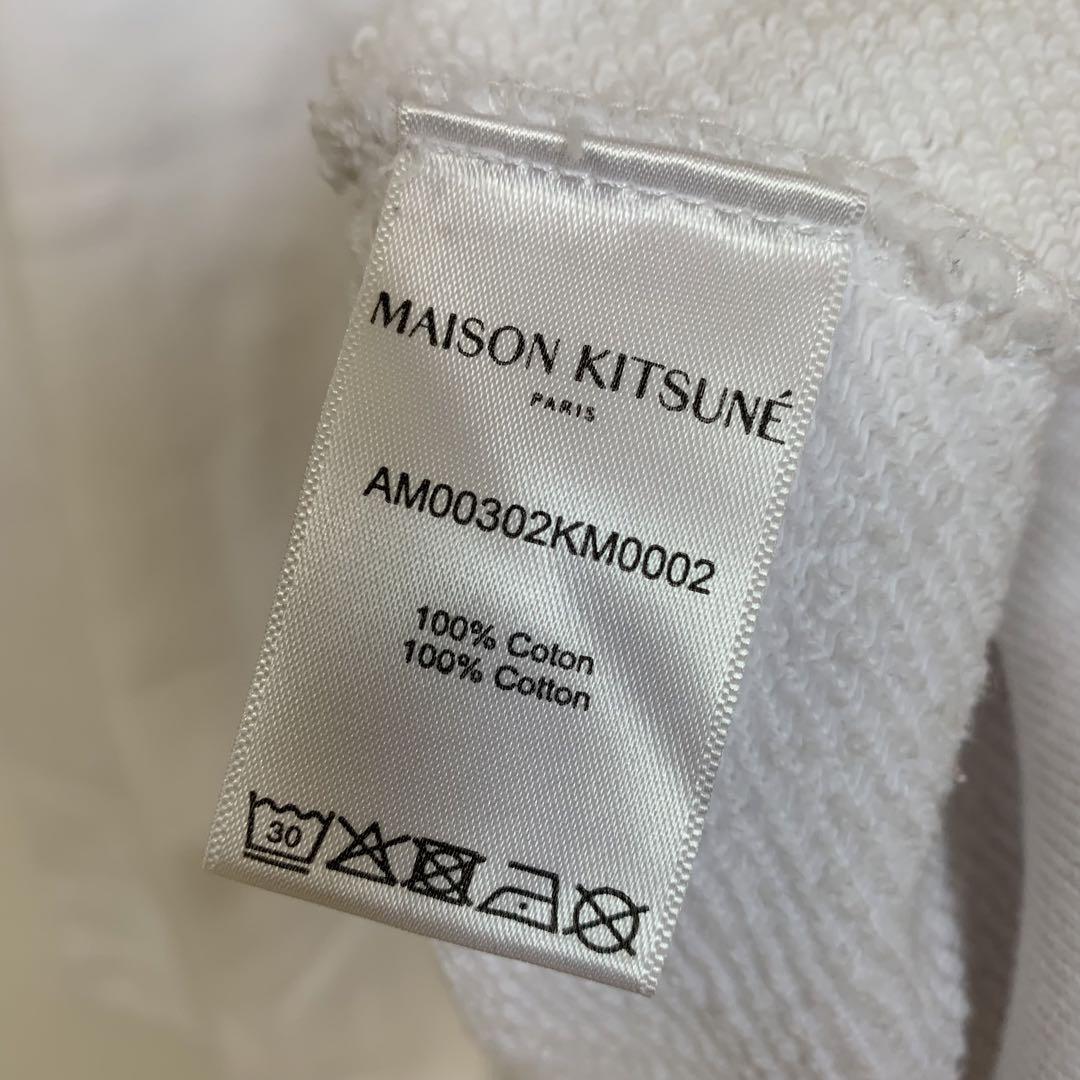 MAISON KITSUNÉ
PARIS
AM00302KM0002
100% Coton
100% Cotton
30